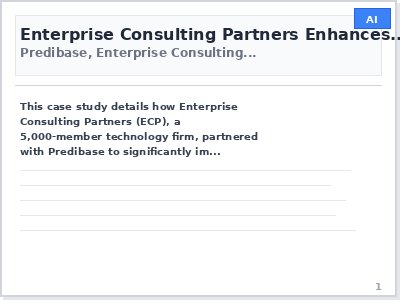 AI
Enterprise Consulting Partners Enhances...
Predibase, Enterprise Consulting...
This case study details how Enterprise
Consulting Partners (ECP), a
5,000-member technology firm, partnered
with Predibase to significantly im...
1